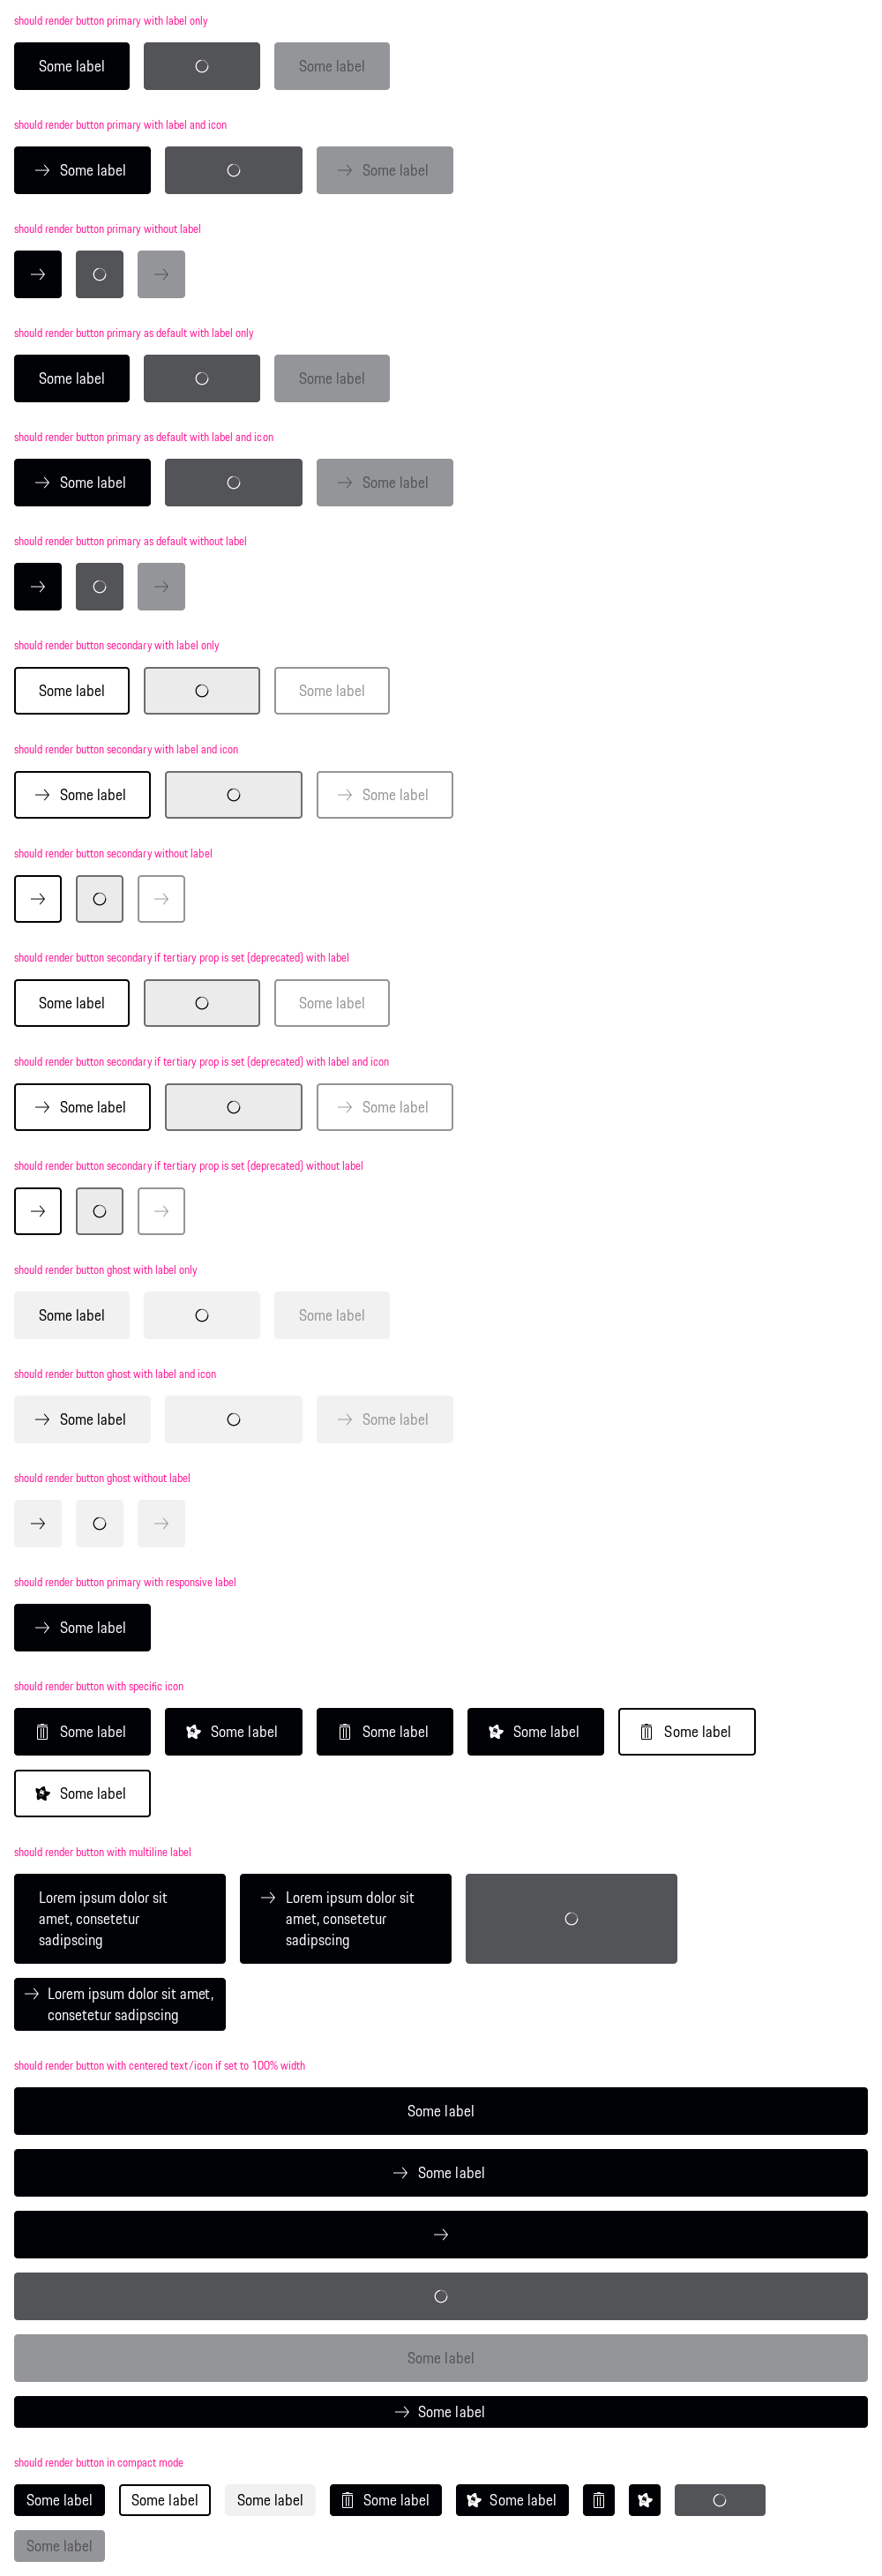 should render button primary with label only
Some label Some label
should render button primary with label and icon
Some label Some label
should render button primary without label
should render button primary as default with label only
Some label Some label
should render button primary as default with label and icon
Some label Some label
should render button primary as default without label
should render button secondary with label only
Some label Some label
should render button secondary with label and icon
Some label Some label
should render button secondary without label
should render button secondary if tertiary prop is set (deprecated) with label
Some label Some label
should render button secondary if tertiary prop is set (deprecated) with label and icon
Some label Some label
should render button secondary if tertiary prop is set (deprecated) without label
should render button ghost with label only
Some label Some label
should render button ghost with label and icon
Some label Some label
should render button ghost without label
should render button primary with responsive label
Some label
should render button with specific icon
Some label Some label Some label Some label Some label
Some label
should render button with multiline label
Lorem ipsum dolor sit
amet, consetetur
sadipscing
Lorem ipsum dolor sit
amet, consetetur
sadipscing
Lorem ipsum dolor sit amet,
consetetur sadipscing
should render button with centered text/icon if set to 100% width
Some label
Some label
Some label
Some label
should render button in compact mode
Some label Some label Some label Some label Some label
Some label